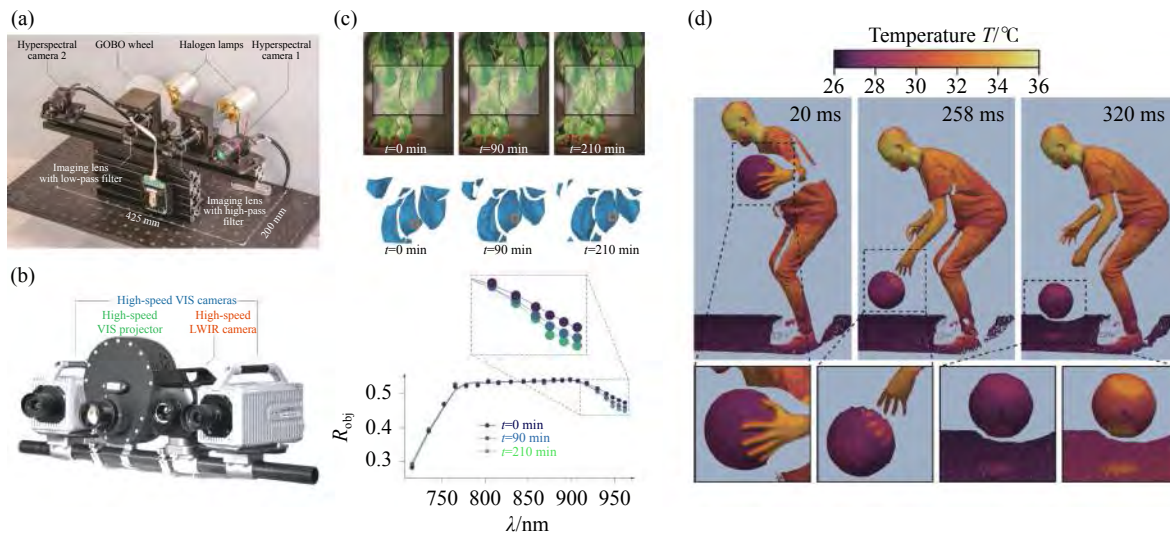 (a)
Hyperspectral
camera 2
GOBO wheel
Halogen lamps
Hyperspectral
camera 1
Imaging lens
with low-pass filter
Imaging lens
with high-pass
filter
425 mm
200 mm
(b)
High-speed VIS cameras
High-speed
VIS projector
High-speed
LWIR camera
(c)
t=0 min
t=90 min
t=210 min
t=0 min
t=90 min
t=210 min
0.5
0.4
0.3
R_obj
t=0 min
t=90 min
t=210 min
750
800
850
900
950
λ/nm
(d)
Temperature T/°C
26
28
30
32
34
36
20 ms
258 ms
320 ms